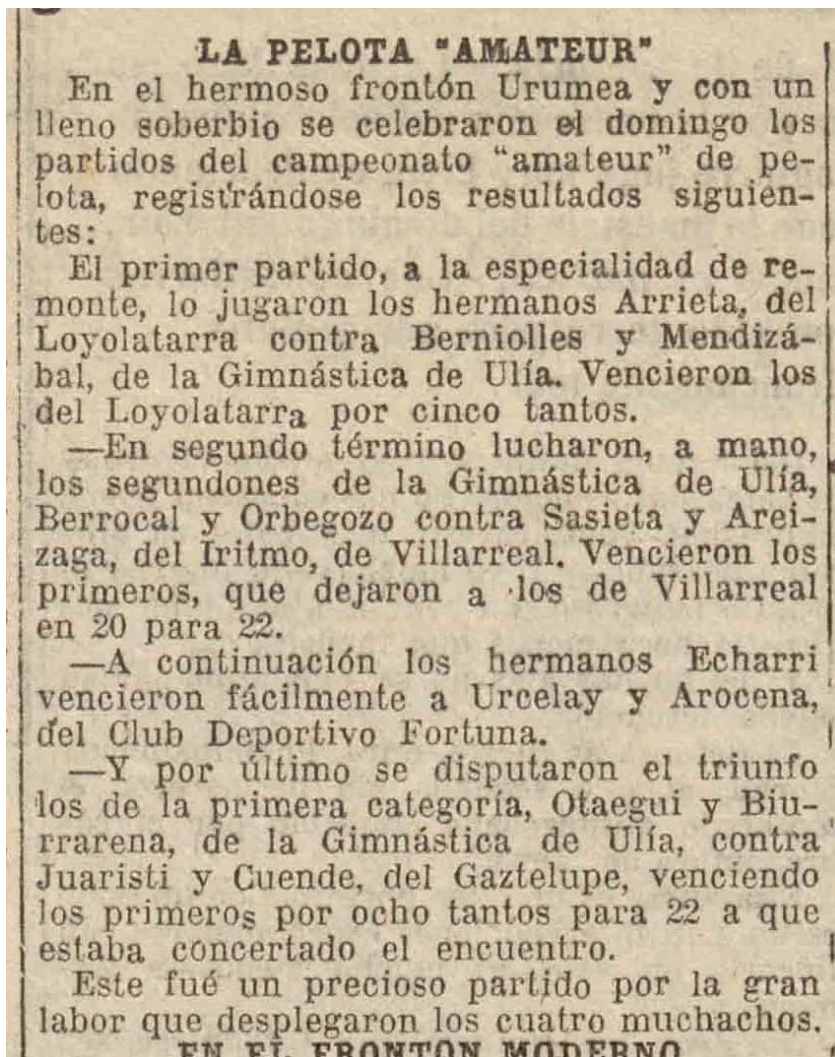 LA PELOTA "AMATEUR"
En el hermoso frontón Urumea y con un
lleno soberbio se celebraron el domingo los
partidos del campeonato "amateur" de pe-
lota, registrándose los resultados siguien-
tes:
El primer partido, a la especialidad de re-
monte, lo jugaron los hermanos Arrieta, del
Loyolatarra contra Berniolles y Mendizá-
bal, de la Gimnástica de Ulía. Vencieron los
del Loyolatarra por cinco tantos.
—En segundo término lucharon, a mano,
los segundones de la Gimnástica de Ulía,
Berrocal y Orbegozo contra Sasieta y Arei-
zaga, del Iritmo, de Villarreal. Vencieron los
primeros, que dejaron a los de Villarreal
en 20 para 22.
—A continuación los hermanos Echarri
vencieron fácilmente a Urcelay y Arocena,
del Club Deportivo Fortuna.
—Y por último se disputaron el triunfo
los de la primera categoría, Otaegui y Biu-
rrarena, de la Gimnástica de Ulía, contra
Juaristi y Cuende, del Gaztelupe, venciendo
los primeros por ocho tantos para 22 a que
estaba concertado el encuentro.
Este fué un precioso partido por la gran
labor que desplegaron los cuatro muchachos.
EN EL FRONTON MODERNO